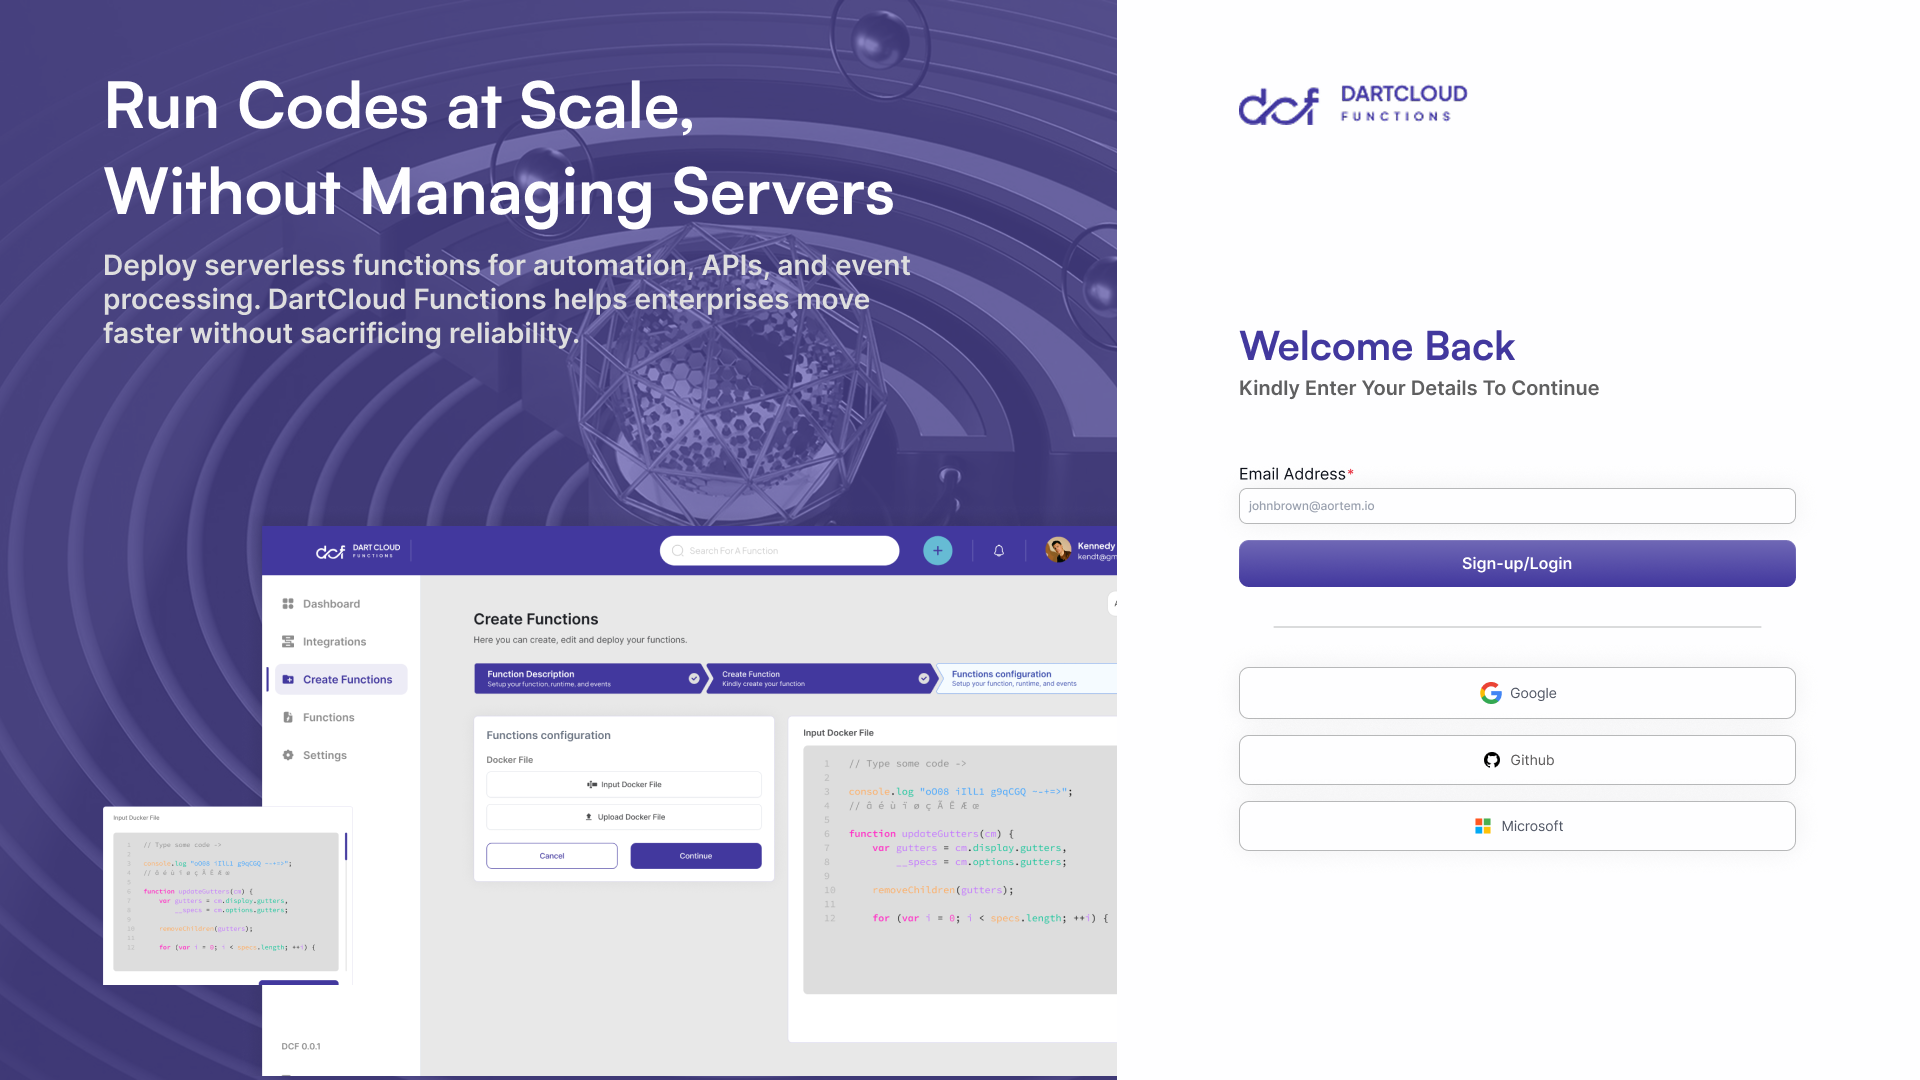 Run Codes at Scale,
Without Managing Servers
Deploy serverless functions for automation, APIs, and event
processing. DartCloud Functions helps enterprises move
faster without sacrificing reliability.
dcf DART CLOUD
FUNCTIONS
Search For A Function
+
Kennedy
Dashboard
Integrations
Create Functions
Functions
Settings
DCF 0.0.1
Create Functions
Here you can create, edit and deploy your functions.
Function Description
Setup your function, runtime, and events
Create Function
Kindly create your function
Functions configuration
Setup your function, runtime, and events
Functions configuration
Docker File
Input Docker File
Upload Docker File
Cancel
Continue
Input Docker File
1 // Type some code ->
2
3 console.log "oO08 iIlL1 g9qCGQ ~-+=>";
4 // â é ù ï ø ç Ã Ē Æ œ
5
6 function updateGutters(cm) {
7 var gutters = cm.display.gutters,
8 __specs = cm.options.gutters;
9
10 removeChildren(gutters);
11
12 for (var i = 0; i < specs.length; ++i) {
Input Ducker File
1 // Type some code ->
2
3 console.log "oO08 iIlL1 g9qCGQ ~-+=>";
4
5
6 function updateGutters(cm) {
7 var gutters = cm.display.gutters,
8 __specs = cm.options.gutters;
9
10 removeChildren(gutters);
11
12 for (var i = 0; i < specs.length; ++i) {
dcf DARTCLOUD
FUNCTIONS
Welcome Back
Kindly Enter Your Details To Continue
Email Address*
johnbrown@aortem.io
Sign-up/Login
Google
Github
Microsoft